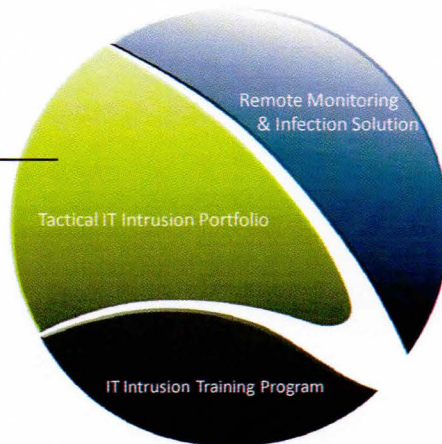 Remote Monitoring
& Infection Solution
Tactical IT Intrusion Portfolio
IT Intrusion Training Program